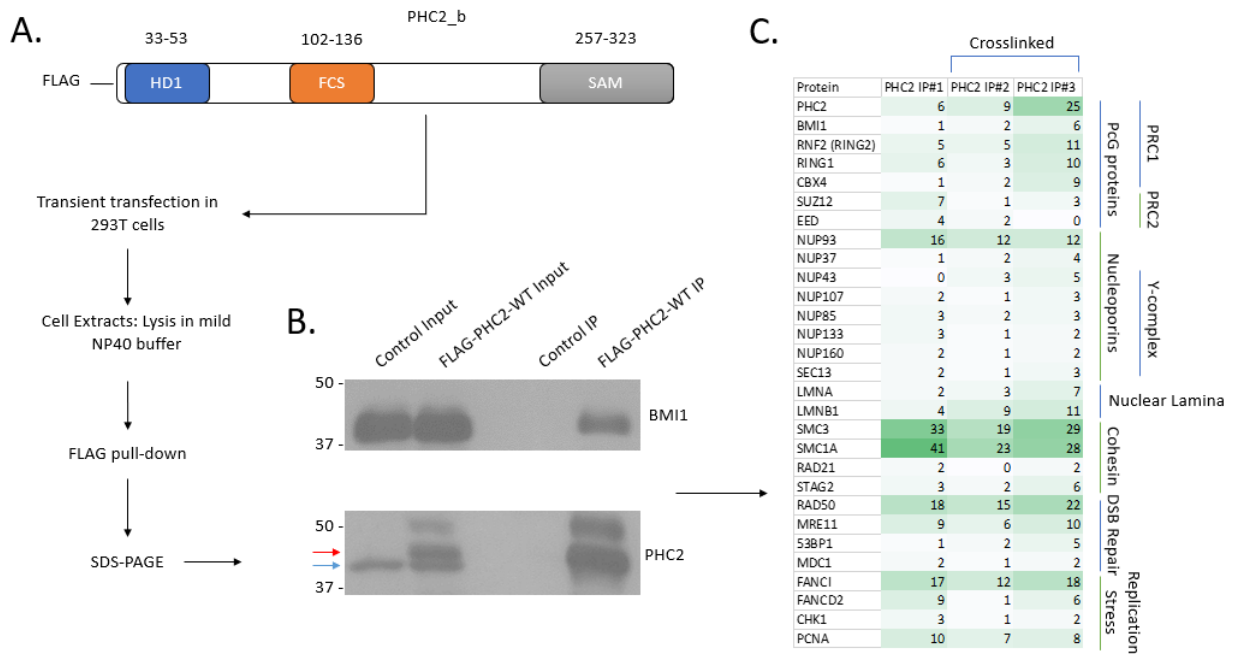 A.
PHC2_b
33-53 102-136 257-323
FLAG HD1 FCS SAM
Transient transfection in
293T cells
Cell Extracts: Lysis in mild
NP40 buffer
FLAG pull-down
SDS-PAGE
B.
Control Input
FLAG-PHC2-WT Input
Control IP
FLAG-PHC2-WT IP
50 -
37 -
BMI1
50 -
37 -
PHC2
C.
Crosslinked
Protein PHC2 IP#1 PHC2 IP#2 PHC2 IP#3
PHC2 6 9 25
BMI1 1 2 6
RNF2 (RING2) 5 5 11
RING1 6 3 10
CBX4 1 2 9
SUZ12 7 1 3
EED 4 2 0
NUP93 16 12 12
NUP37 1 2 4
NUP43 0 3 5
NUP107 2 1 3
NUP85 3 2 3
NUP133 3 1 2
NUP160 2 1 2
SEC13 2 1 3
LMNA 2 3 7
LMNB1 4 9 11
SMC3 33 19 29
SMC1A 41 23 28
RAD21 2 0 2
STAG2 3 2 6
RAD50 18 15 22
MRE11 9 6 10
53BP1 1 2 5
MDC1 2 1 2
FANCI 17 12 18
FANCD2 9 1 6
CHK1 3 1 2
PCNA 10 7 8
PcG proteins
PRC1
PRC2
Nucleoporins
Y-complex
Nuclear Lamina
Cohesin
DSB Repair
Replication
Stress